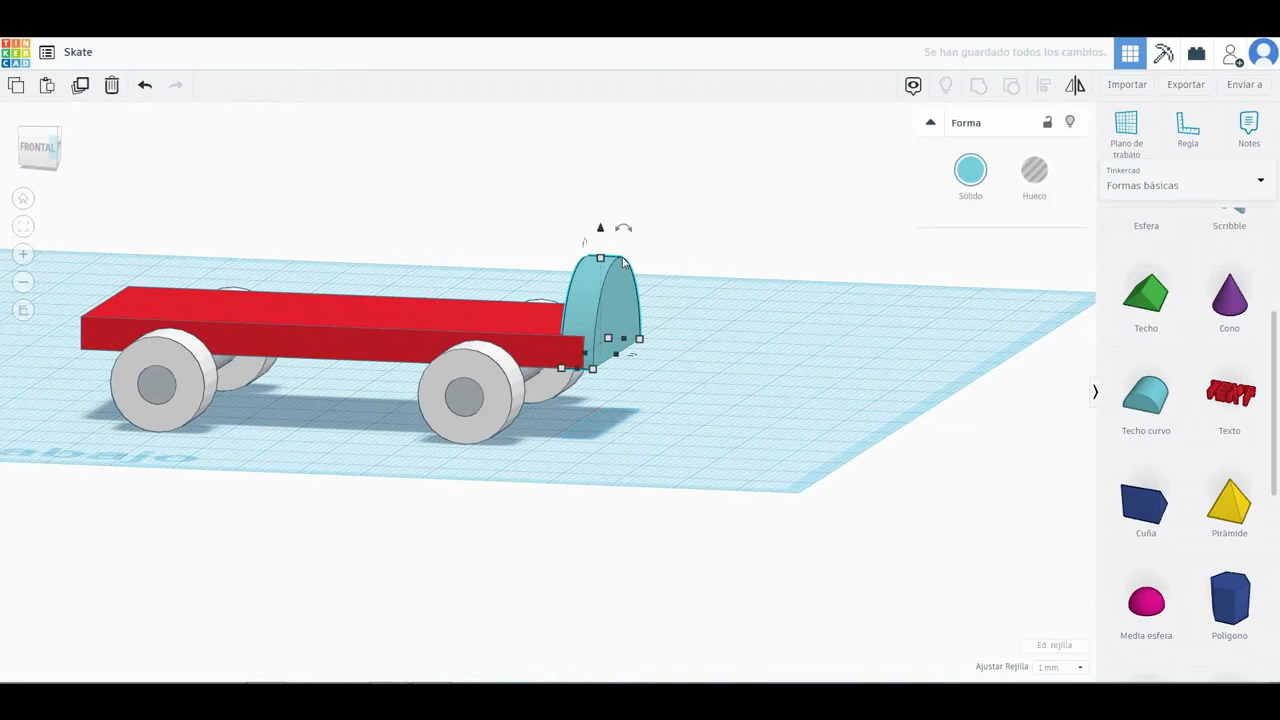 TIN
KER
CAD
Skate
Se han guardado todos los cambios.
Importar
Exportar
Enviar a
FRONTAL
Forma
Sólido
Hueco
Plano de
trabajo
Regla
Notes
Tinkercad
Formas básicas
Esfera
Scribble
Techo
Cono
TEXT
Techo curvo
Texto
Cuña
Pirámide
Media esfera
Polígono
abajo
Ed. rejilla
Ajustar Rejilla
1 mm